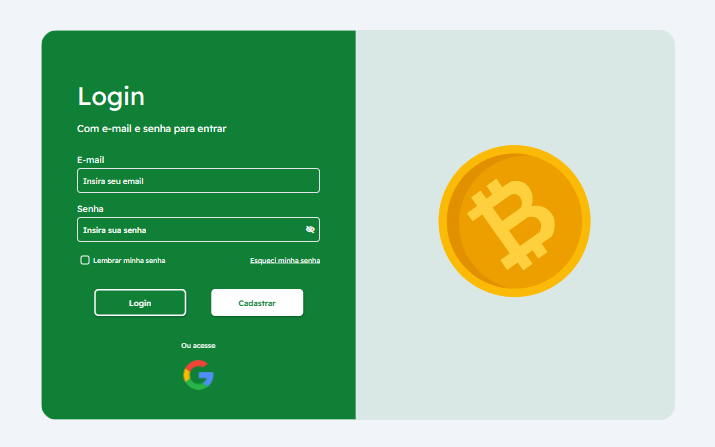 Login
Com e-mail e senha para entrar
E-mail
Insira seu email
Senha
Insira sua senha
Lembrar minha senha
Esqueci minha senha
Login
Cadastrar
Ou acesse